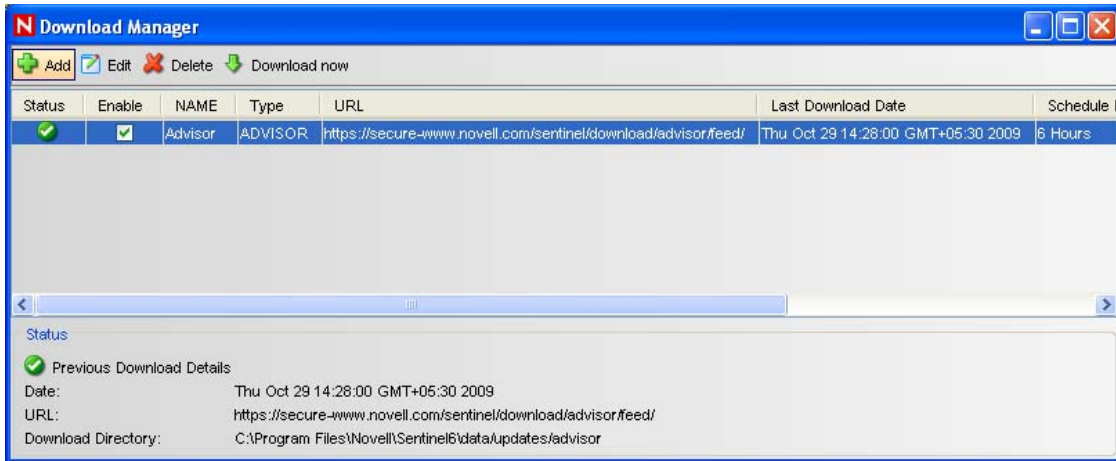 N Download Manager
Add Edit Delete Download now
Status Enable NAME Type URL Last Download Date Schedule
Advisor ADVISOR https://secure-www.novell.com/sentinel/download/advisor/feed/ Thu Oct 29 14:28:00 GMT+05:30 2009 6 Hours
Status
Previous Download Details
Date: Thu Oct 29 14:28:00 GMT+05:30 2009
URL: https://secure-www.novell.com/sentinel/download/advisor/feed/
Download Directory: C:\Program Files\Novell\Sentinel6\data/updates/advisor